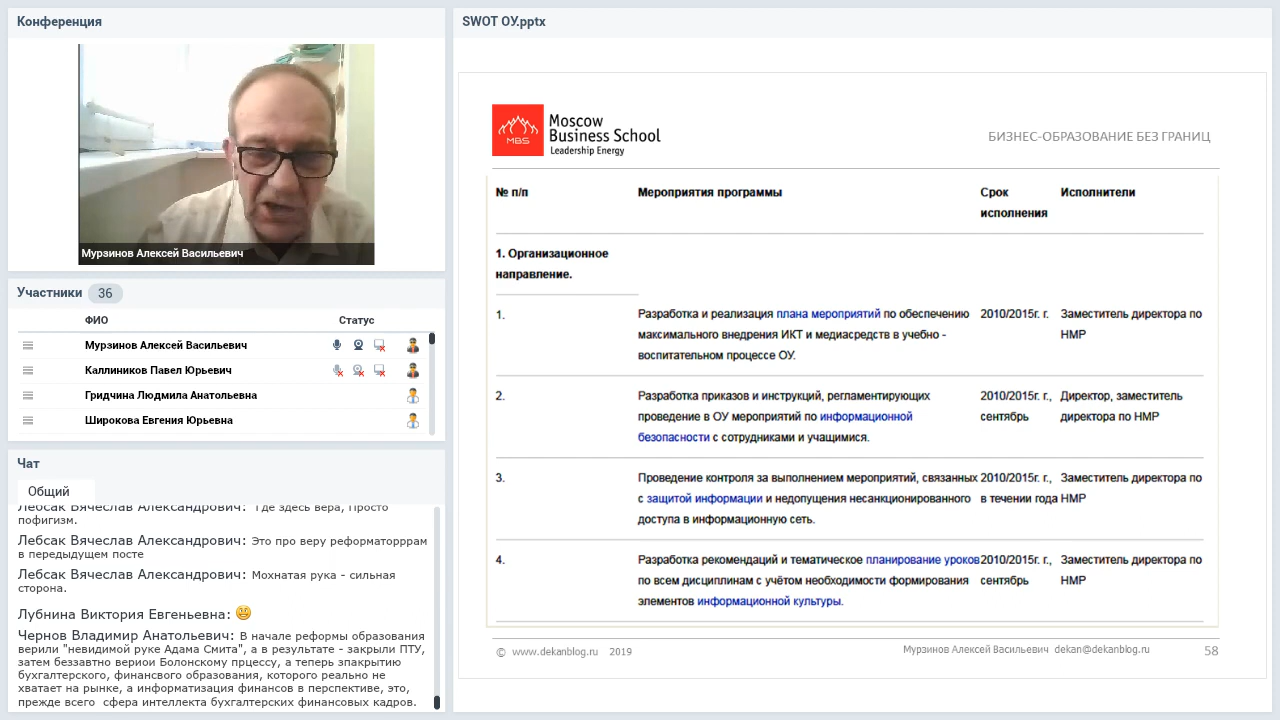 Конференция
Мурзинов Алексей Васильевич
Участники 36
ФИО Статус
Мурзинов Алексей Васильевич
Каллиников Павел Юрьевич
Гридчина Людмила Анатольевна
Широкова Евгения Юрьевна
Чат
Общий
Лебсак Вячеслав Александрович: Где здесь вера, Просто
пофигизм.
Лебсак Вячеслав Александрович: Это про веру реформаторррам
в передыдущем посте
Лебсак Вячеслав Александрович: Мохнатая рука - сильная
сторона.
Лубнина Виктория Евгеньевна:
Чернов Владимир Анатольевич: В начале реформы образования
верили "невидимой руке Адама Смита", а в результате - закрыли ПТУ,
затем беззавтно вериои Болонскому прцессу, а теперь зпакрытию
бухгалтерского, финансвого образования, которого реально не
хватает на рынке, а информатизация финансов в перспективе, это,
прежде всего сфера интеллекта бухгалтерских финансовых кадров.
SWOT ОУ.pptx
MBS
Moscow
Business School
Leadership Energy
БИЗНЕС-ОБРАЗОВАНИЕ БЕЗ ГРАНИЦ
№ п/п Мероприятия программы Срок Исполнители
исполнения
1. Организационное
направление.
1. Разработка и реализация плана мероприятий по обеспечению 2010/2015г. г. Заместитель директора по
максимального внедрения ИКТ и медиасредств в учебно - НМР
воспитательном процессе ОУ.
2. Разработка приказов и инструкций, регламентирующих 2010/2015г. г., Директор, заместитель
проведение в ОУ мероприятий по информационной сентябрь директора по НМР
безопасности с сотрудниками и учащимися.
3. Проведение контроля за выполнением мероприятий, связанных 2010/2015г. г., Заместитель директора по
с защитой информации и недопущения несанкционированного в течении года НМР
доступа в информационную сеть.
4. Разработка рекомендаций и тематическое планирование уроков 2010/2015г. г., Заместитель директора по
по всем дисциплинам с учётом необходимости формирования сентябрь НМР
элементов информационной культуры.
© www.dekanblog.ru 2019 Мурзинов Алексей Васильевич dekan@dekanblog.ru 58